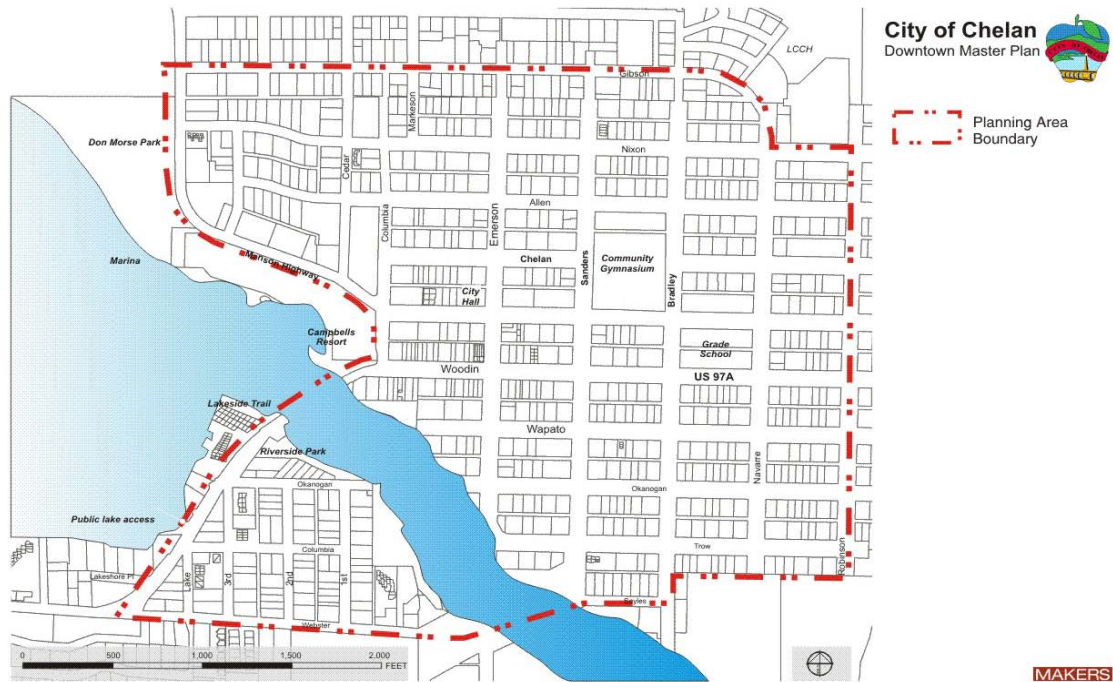 City of Chelan
Downtown Master Plan
CITY OF CHELAN
Planning Area
Boundary
LCCH
Gibson
Don Morse Park
Markeson
Nixon
Cedar
Allen
Columbia
Emerson
Marina
Manson Highway
Chelan
Sanders
Community
Gymnasium
Bradley
City
Hall
Campbells
Resort
Grade
School
Woodin
US 97A
Lakeside Trail
Wapato
Riverside Park
Navarre
Okanogan
Okanogan
Public lake access
Columbia
Trow
Robinson
Lakeshore Pl
Lake
3rd
2nd
1st
Sayles
Webster
0 500 1,000 1,500 2,000
FEET
MAKERS